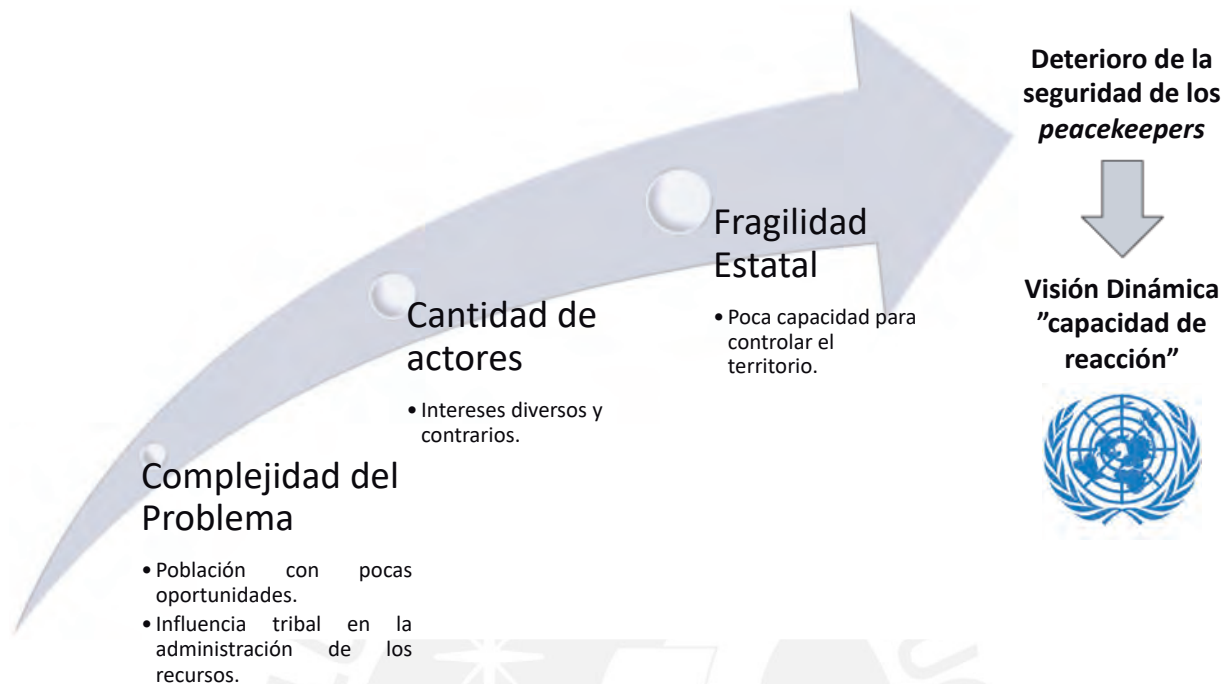 Complejidad del
Problema
• Población con pocas
oportunidades.
• Influencia tribal en la
administración de los
recursos.
Cantidad de
actores
• Intereses diversos y
contrarios.
Fragilidad
Estatal
• Poca capacidad para
controlar el
territorio.
Deterioro de la
seguridad de los
peacekeepers
Visión Dinámica
”capacidad de
reacción”